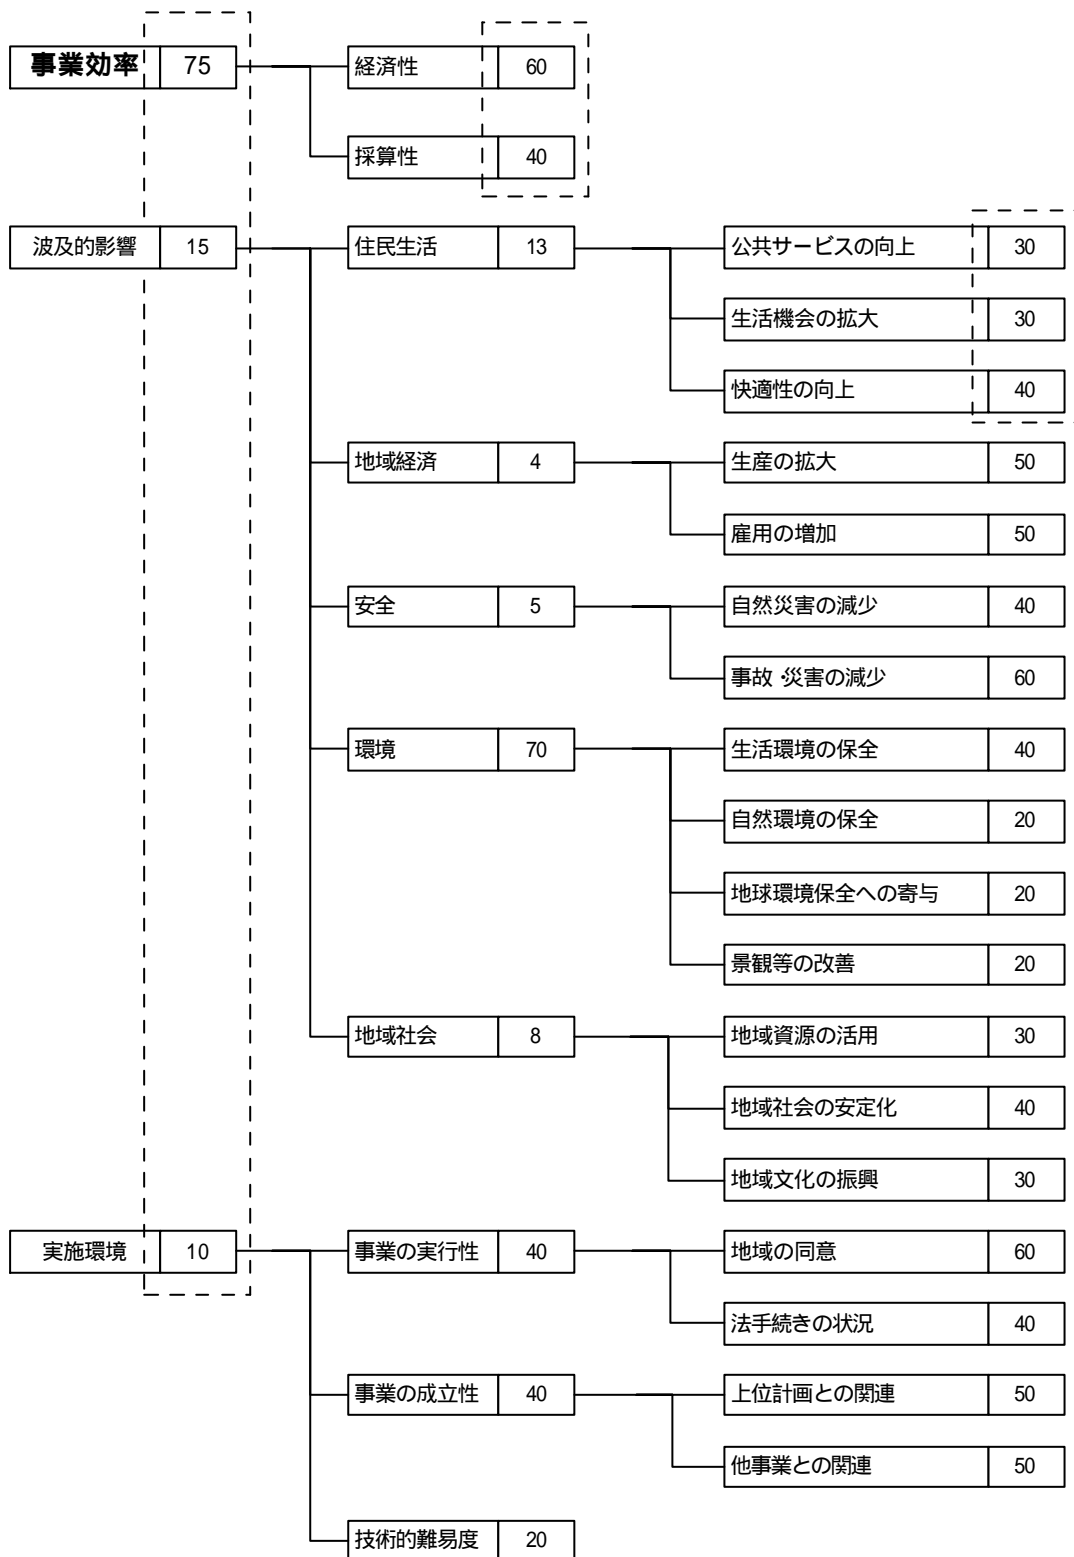 事業効率 75 経済性 60
採算性 40
波及的影響 15 住民生活 13 公共サービスの向上 30
生活機会の拡大 30
快適性の向上 40
地域経済 4 生産の拡大 50
雇用の増加 50
安全 5 自然災害の減少 40
事故・災害の減少 60
環境 70 生活環境の保全 40
自然環境の保全 20
地球環境保全への寄与 20
景観等の改善 20
地域社会 8 地域資源の活用 30
地域社会の安定化 40
地域文化の振興 30
実施環境 10 事業の実行性 40 地域の同意 60
法手続きの状況 40
事業の成立性 40 上位計画との関連 50
他事業との関連 50
技術的難易度 20